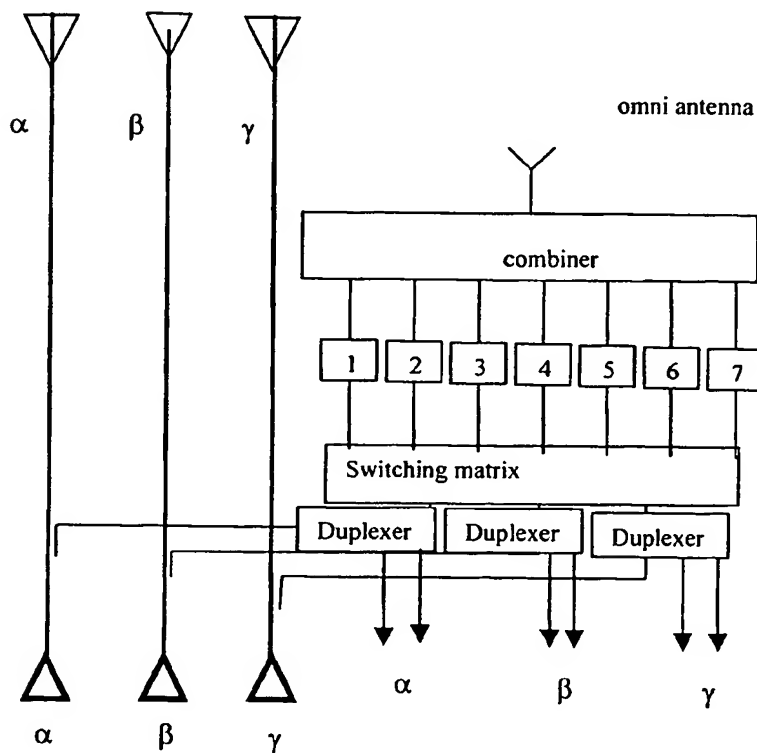 omni antenna
α β γ
combiner
1 2 3 4 5 6 7
Switching matrix
Duplexer Duplexer Duplexer
α β γ
α β γ